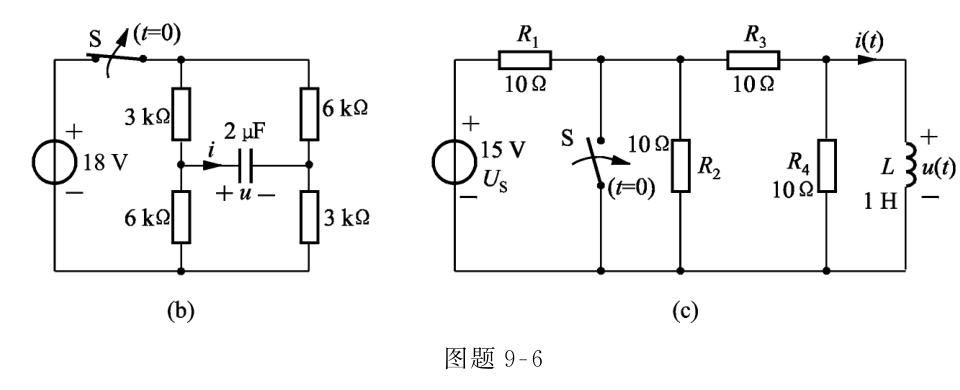 S
(t=0)
3 kΩ
6 kΩ
2 μF
i
+
18 V
−
+ u −
6 kΩ
3 kΩ
(b)
R₁
10 Ω
R₃
10 Ω
i(t)
+
15 V
U_S
−
S
(t=0)
10 Ω
R₂
R₄
10 Ω
L
1 H
+
u(t)
−
(c)
图题 9-6